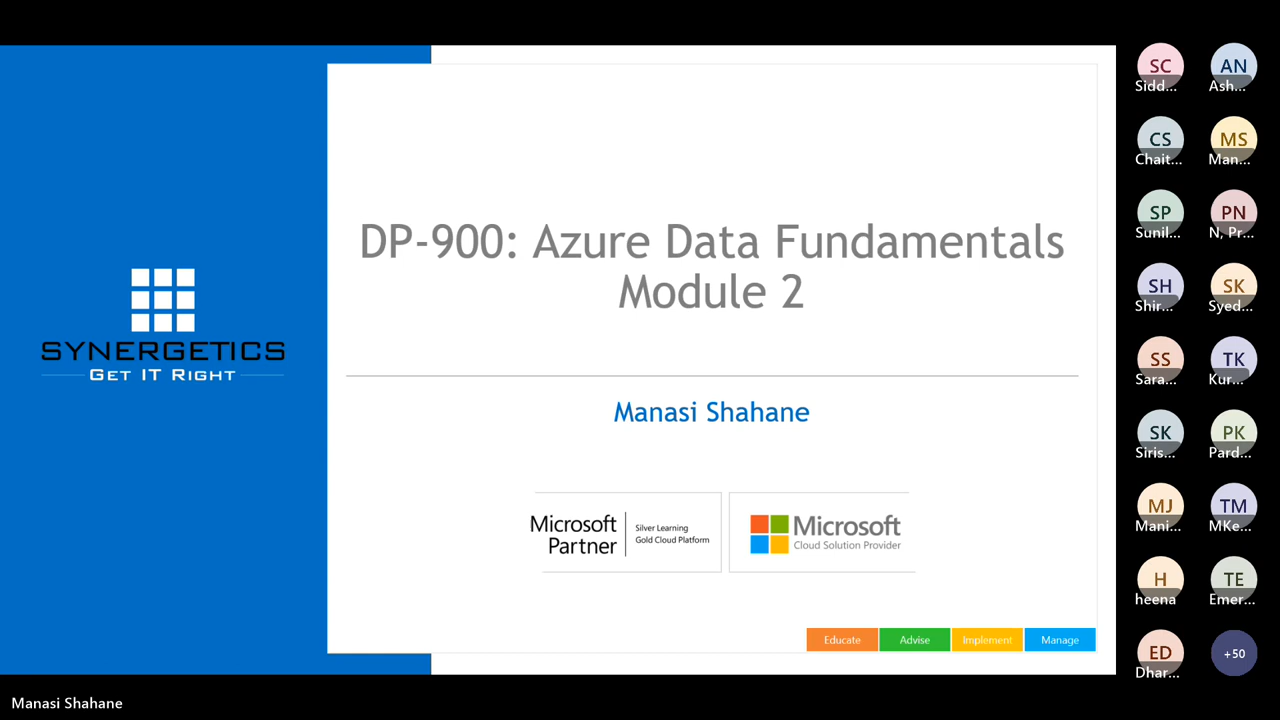 SYNERGETICS
GET IT RIGHT
DP-900: Azure Data Fundamentals
Module 2
Manasi Shahane
Microsoft
Partner
Silver Learning
Gold Cloud Platform
Microsoft
Cloud Solution Provider
Educate
Advise
Implement
Manage
SC
Sidd...
AN
Ash...
CS
Chait...
MS
Man...
SP
Sunil...
PN
N, Pr...
SH
Shir...
SK
Syed...
SS
Sara...
TK
Kur...
SK
Siris...
PK
Pard...
MJ
Mani...
TM
MKe...
H
heena
TE
Emer...
ED
Dhar...
+50
Manasi Shahane